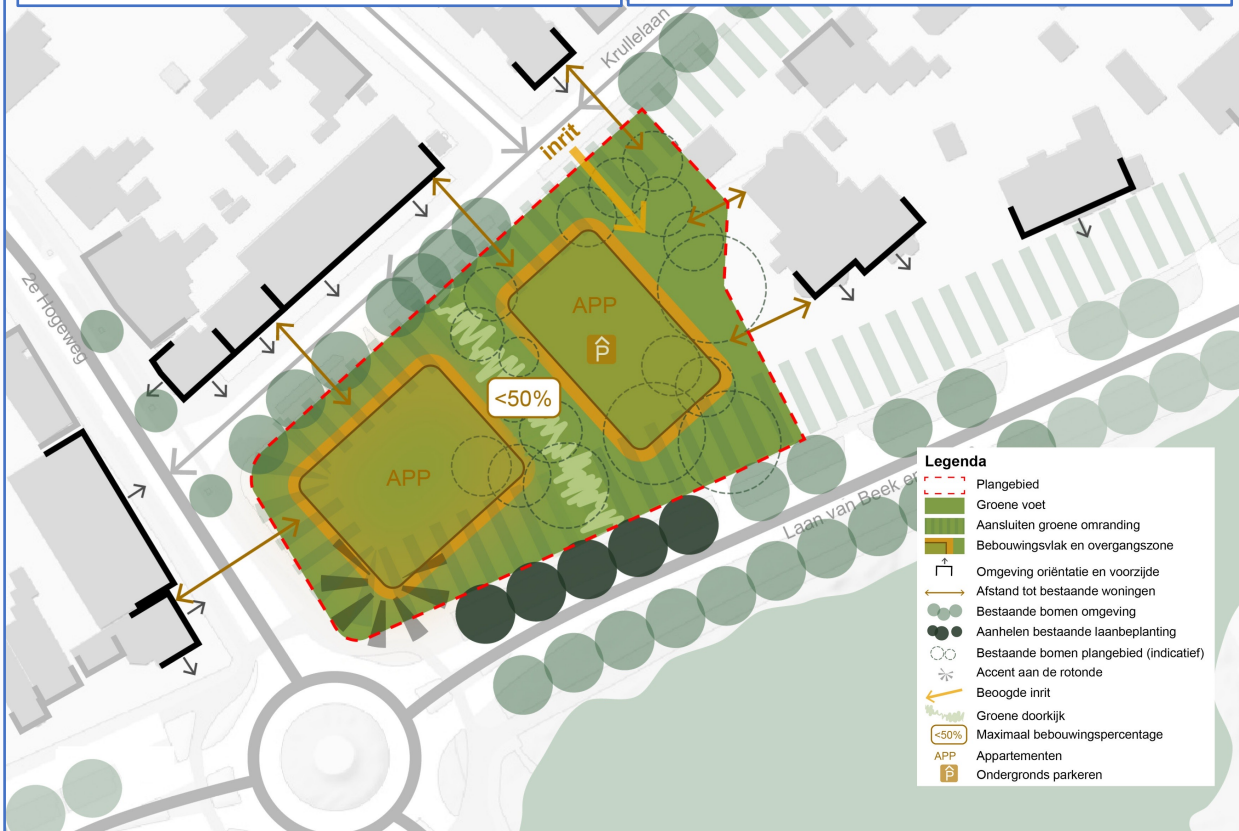 Krullelaan
inrit
2e Hogeweg
APP
P
<50%
APP
Laan van Beek en
Legenda
Plangebied
Groene voet
Aansluiten groene omranding
Bebouwingsvlak en overgangszone
Omgeving oriëntatie en voorzijde
Afstand tot bestaande woningen
Bestaande bomen omgeving
Aanhelen bestaande laanbeplanting
Bestaande bomen plangebied (indicatief)
Accent aan de rotonde
Beoogde inrit
Groene doorkijk
<50% Maximaal bebouwingspercentage
APP Appartementen
P Ondergronds parkeren